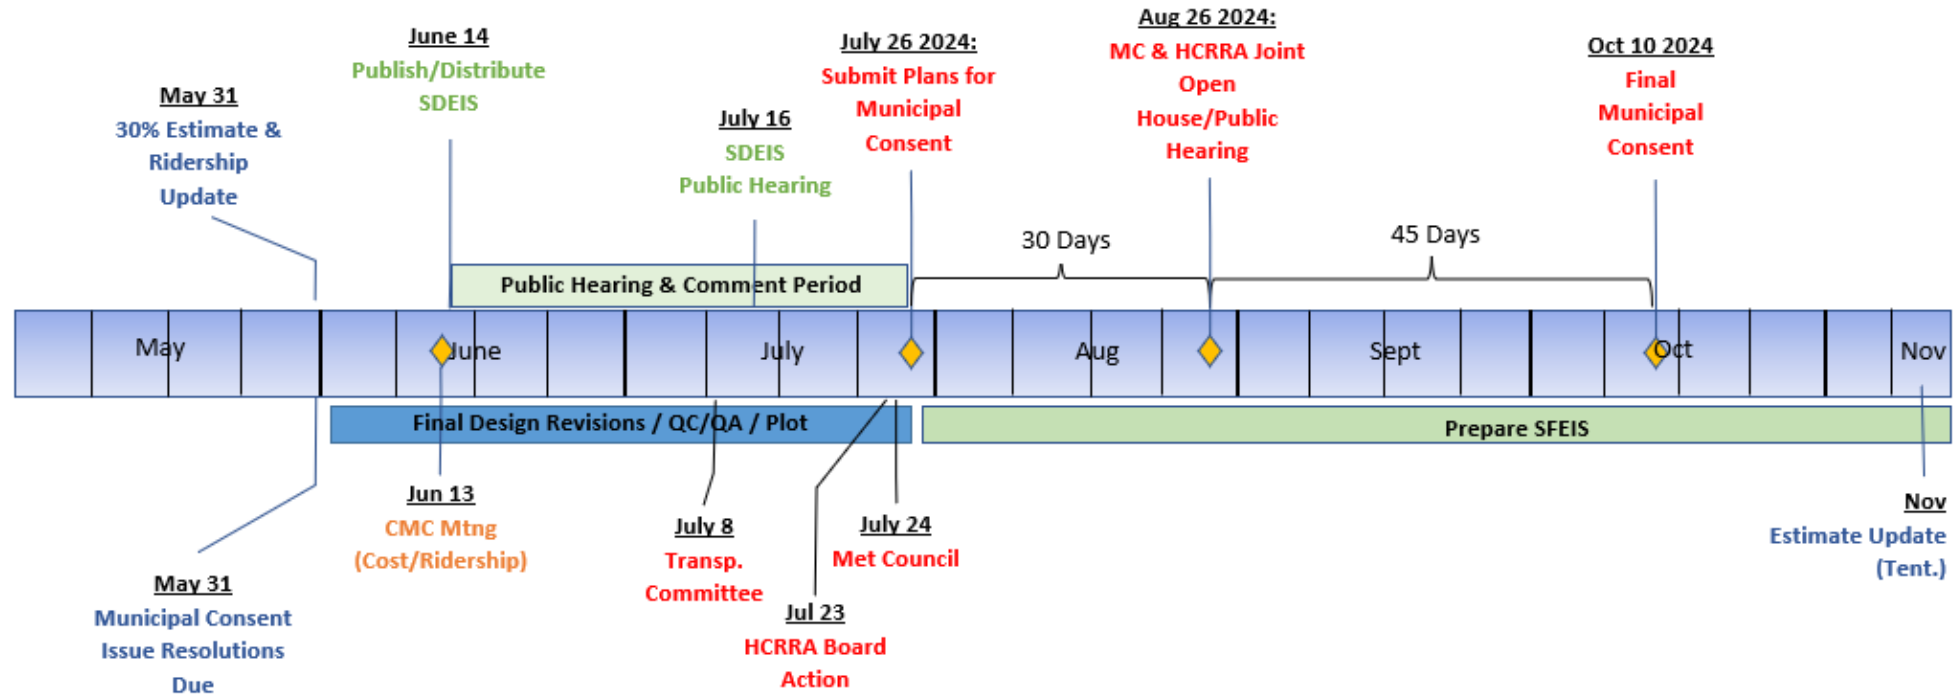 May 31
30% Estimate &
Ridership
Update
June 14
Publish/Distribute
SDEIS
July 16
SDEIS
Public Hearing
July 26 2024:
Submit Plans for
Municipal
Consent
Aug 26 2024:
MC & HCRRA Joint
Open
House/Public
Hearing
Oct 10 2024
Final
Municipal
Consent
30 Days
45 Days
Public Hearing & Comment Period
May
June
July
Aug
Sept
Oct
Nov
Final Design Revisions / QC/QA / Plot
Prepare SFEIS
May 31
Municipal Consent
Issue Resolutions
Due
Jun 13
CMC Mtng
(Cost/Ridership)
July 8
Transp.
Committee
Jul 23
HCRRA Board
Action
July 24
Met Council
Nov
Estimate Update
(Tent.)